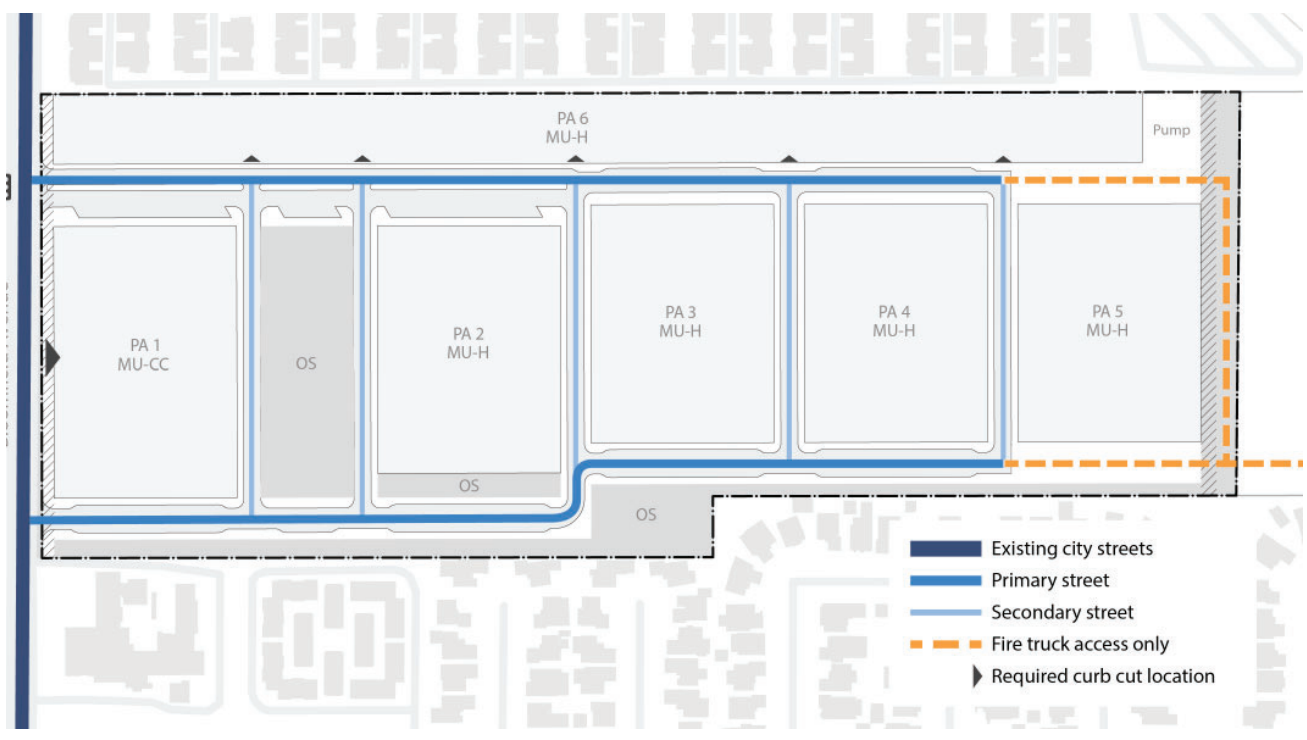 PA 6
MU-H
Pump
PA 1
MU-CC
OS
PA 2
MU-H
OS
PA 3
MU-H
PA 4
MU-H
PA 5
MU-H
OS
Existing city streets
Primary street
Secondary street
Fire truck access only
Required curb cut location